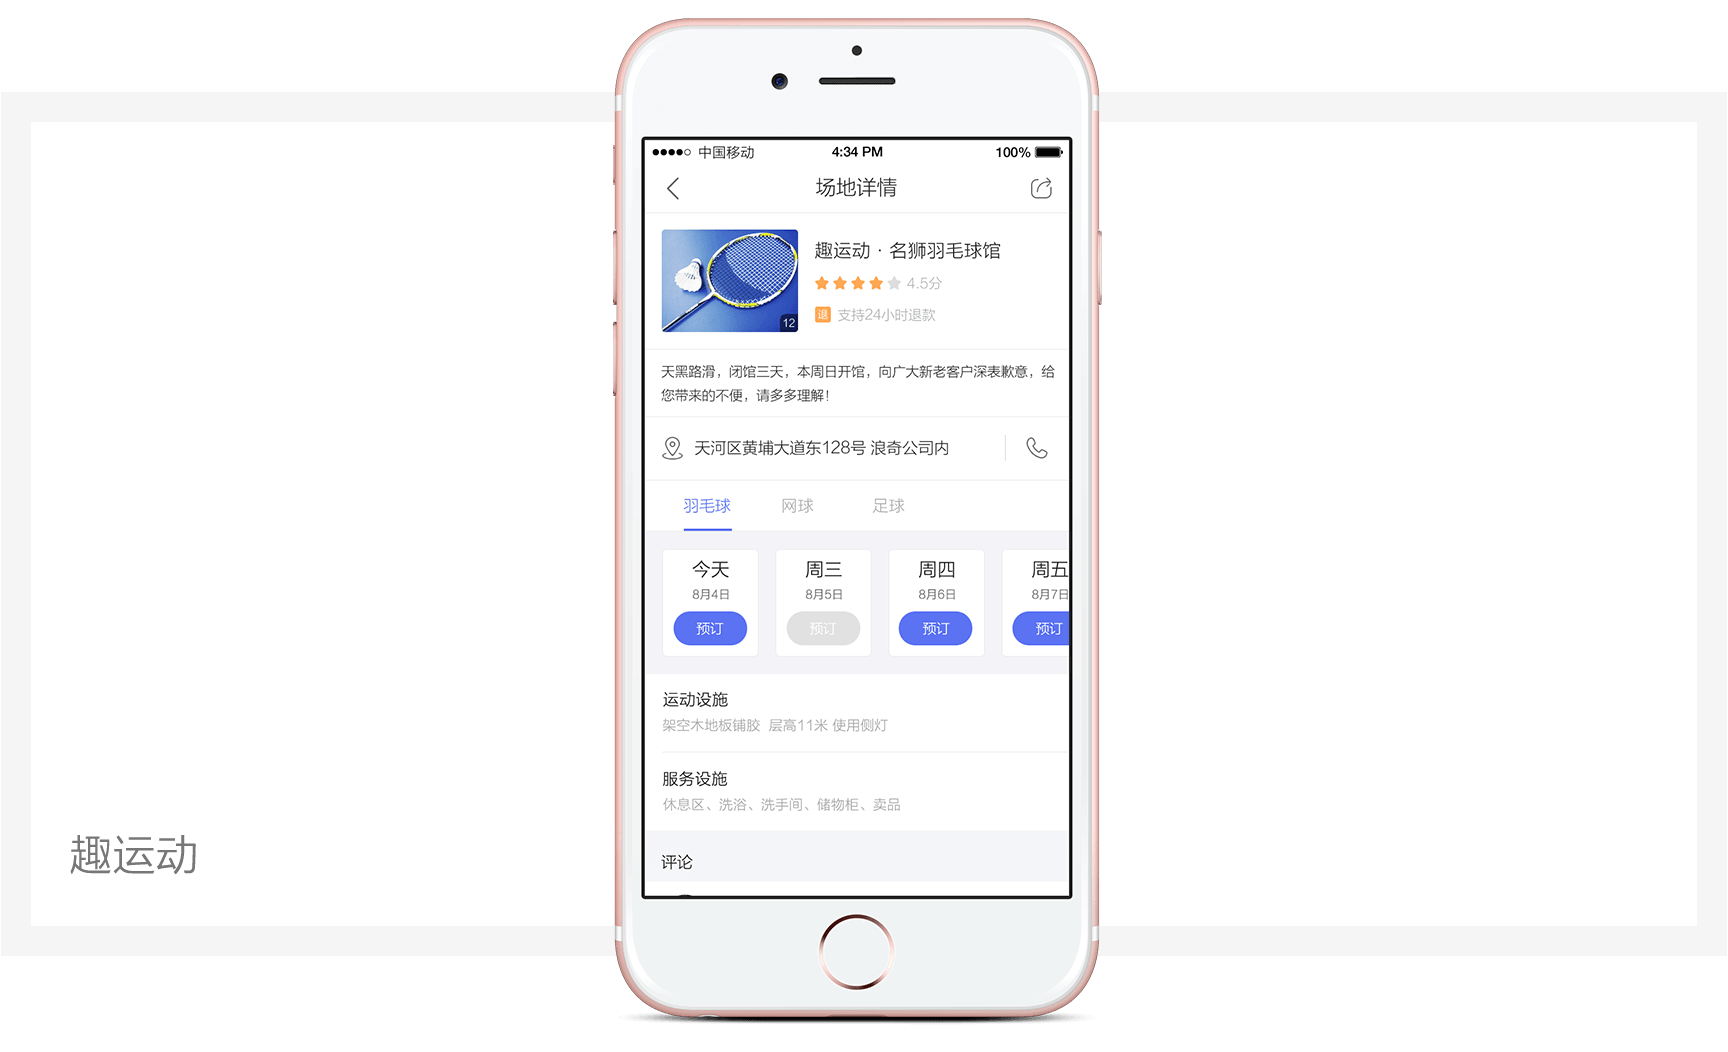 中国移动 4:34 PM 100%
场地详情
趣运动 · 名狮羽毛球馆
4.5分
退 支持24小时退款
12
天黑路滑，闭馆三天，本周日开馆，向广大新老客户深表歉意，给
您带来的不便，请多多理解！
天河区黄埔大道东128号 浪奇公司内
羽毛球 网球 足球
今天 周三 周四 周五
8月4日 8月5日 8月6日 8月7日
预订 预订 预订 预订
运动设施
架空木地板铺胶 层高11米 使用侧灯
服务设施
休息区、洗浴、洗手间、储物柜、卖品
评论
趣运动